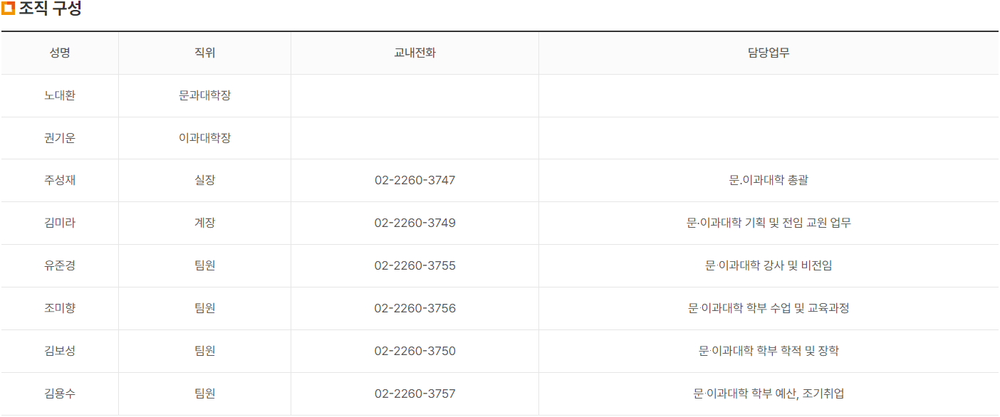 조직 구성
성명 직위 교내전화 담당업무
노대환 문과대학장
권기운 이과대학장
주성재 실장 02-2260-3747 문.이과대학 총괄
김미라 계장 02-2260-3749 문·이과대학 기획 및 전임 교원 업무
유준경 팀원 02-2260-3755 문·이과대학 강사 및 비전임
조미향 팀원 02-2260-3756 문·이과대학 학부 수업 및 교육과정
김보성 팀원 02-2260-3750 문·이과대학 학부 학적 및 장학
김용수 팀원 02-2260-3757 문·이과대학 학부 예산, 조기취업